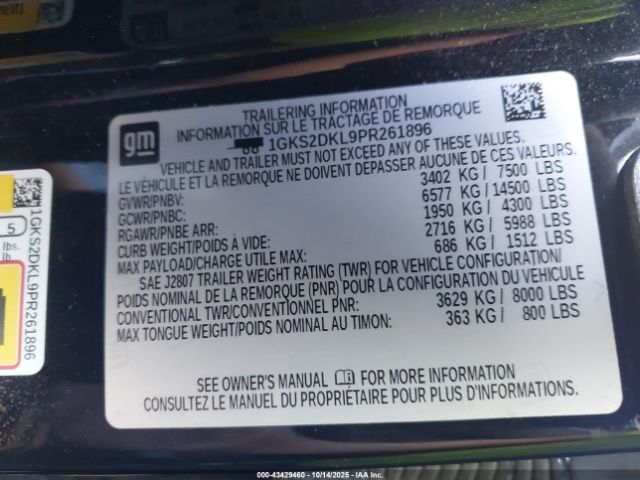 gm
TRAILERING INFORMATION
INFORMATION SUR LE TRACTAGE DE REMORQUE
1GKS2DKL9PR261896
VEHICLE AND TRAILER MUST NOT EXCEED ANY OF THESE VALUES.
LE VÉHICULE ET LA REMORQUE NE DOIVENT DÉPASSER AUCUNE DE CES VALEURS.
GVWR/PNBV: 3402 KG / 7500 LBS
GCWR/PNBC: 6577 KG / 14500 LBS
RGAWR/PNBE ARR: 1950 KG / 4300 LBS
CURB WEIGHT/POIDS À VIDE: 2716 KG / 5988 LBS
MAX PAYLOAD/CHARGE UTILE MAX: 686 KG / 1512 LBS
SAE J2807 TRAILER WEIGHT RATING (TWR) FOR VEHICLE CONFIGURATION/
POIDS NOMINAL DE LA REMORQUE (PNR) POUR LA CONFIGURATION DU VÉHICULE
CONVENTIONAL TWR/CONVENTIONNEL PNR: 3629 KG / 8000 LBS
MAX TONGUE WEIGHT/POIDS NOMINAL AU TIMON: 363 KG / 800 LBS
SEE OWNER'S MANUAL FOR MORE INFORMATION
CONSULTEZ LE MANUEL DU PROPRIÉTAIRE POUR PLUS D'INFORMATIONS.
5
lbs.
lb
1GKS2DKL9PR261896
000-43429460 - 10/14/2025 - IAA Inc.